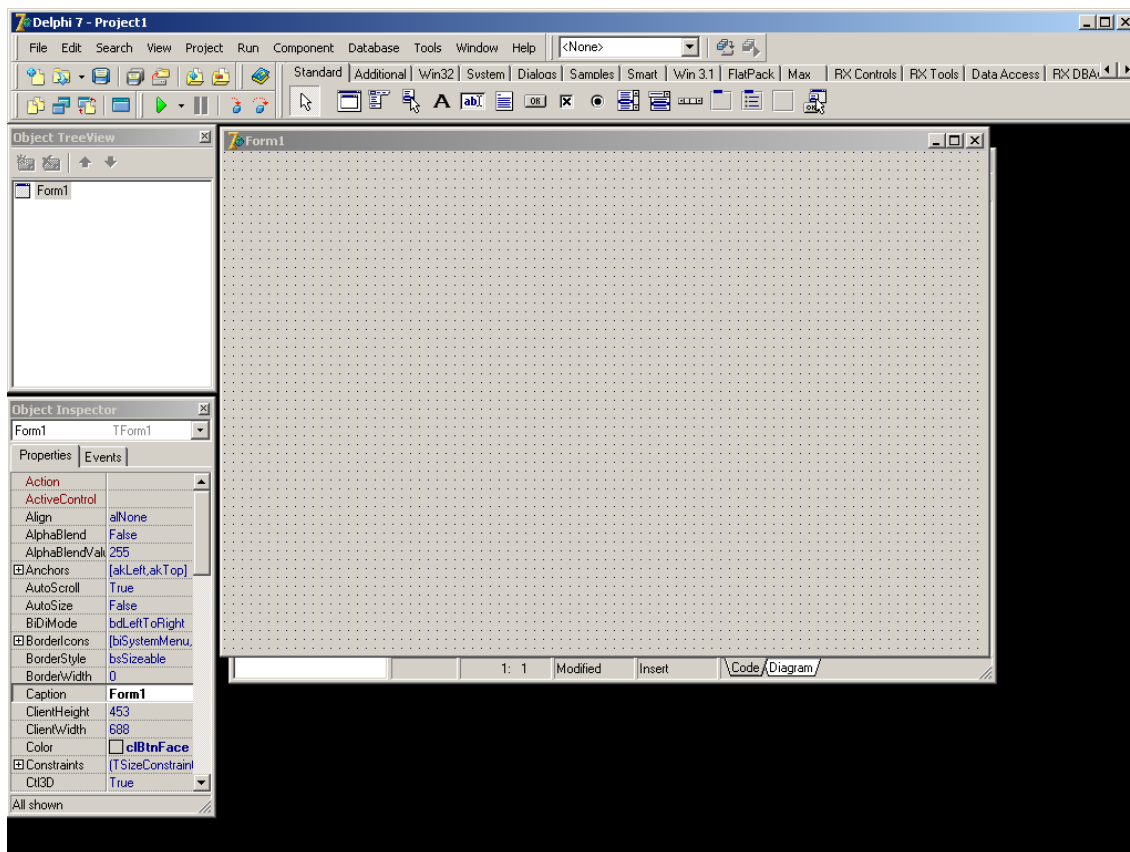 Delphi 7 - Project1
File Edit Search View Project Run Component Database Tools Window Help <None>
Standard Additional Win32 System Dialogs Samples Smart Win 3.1 FlatPack Max RX Controls RX Tools Data Access RX DBA
A abI OK
Object TreeView
Form1
Form1
Object Inspector
Form1 TForm1
Properties Events
Action
ActiveControl
Align alNone
AlphaBlend False
AlphaBlendValu 255
Anchors [akLeft,akTop]
AutoScroll True
AutoSize False
BiDiMode bdLeftToRight
BorderIcons [biSystemMenu,
BorderStyle bsSizeable
BorderWidth 0
Caption Form1
ClientHeight 453
ClientWidth 688
Color clBtnFace
Constraints (TSizeConstraint
Ctl3D True
All shown
1: 1 Modified Insert Code Diagram